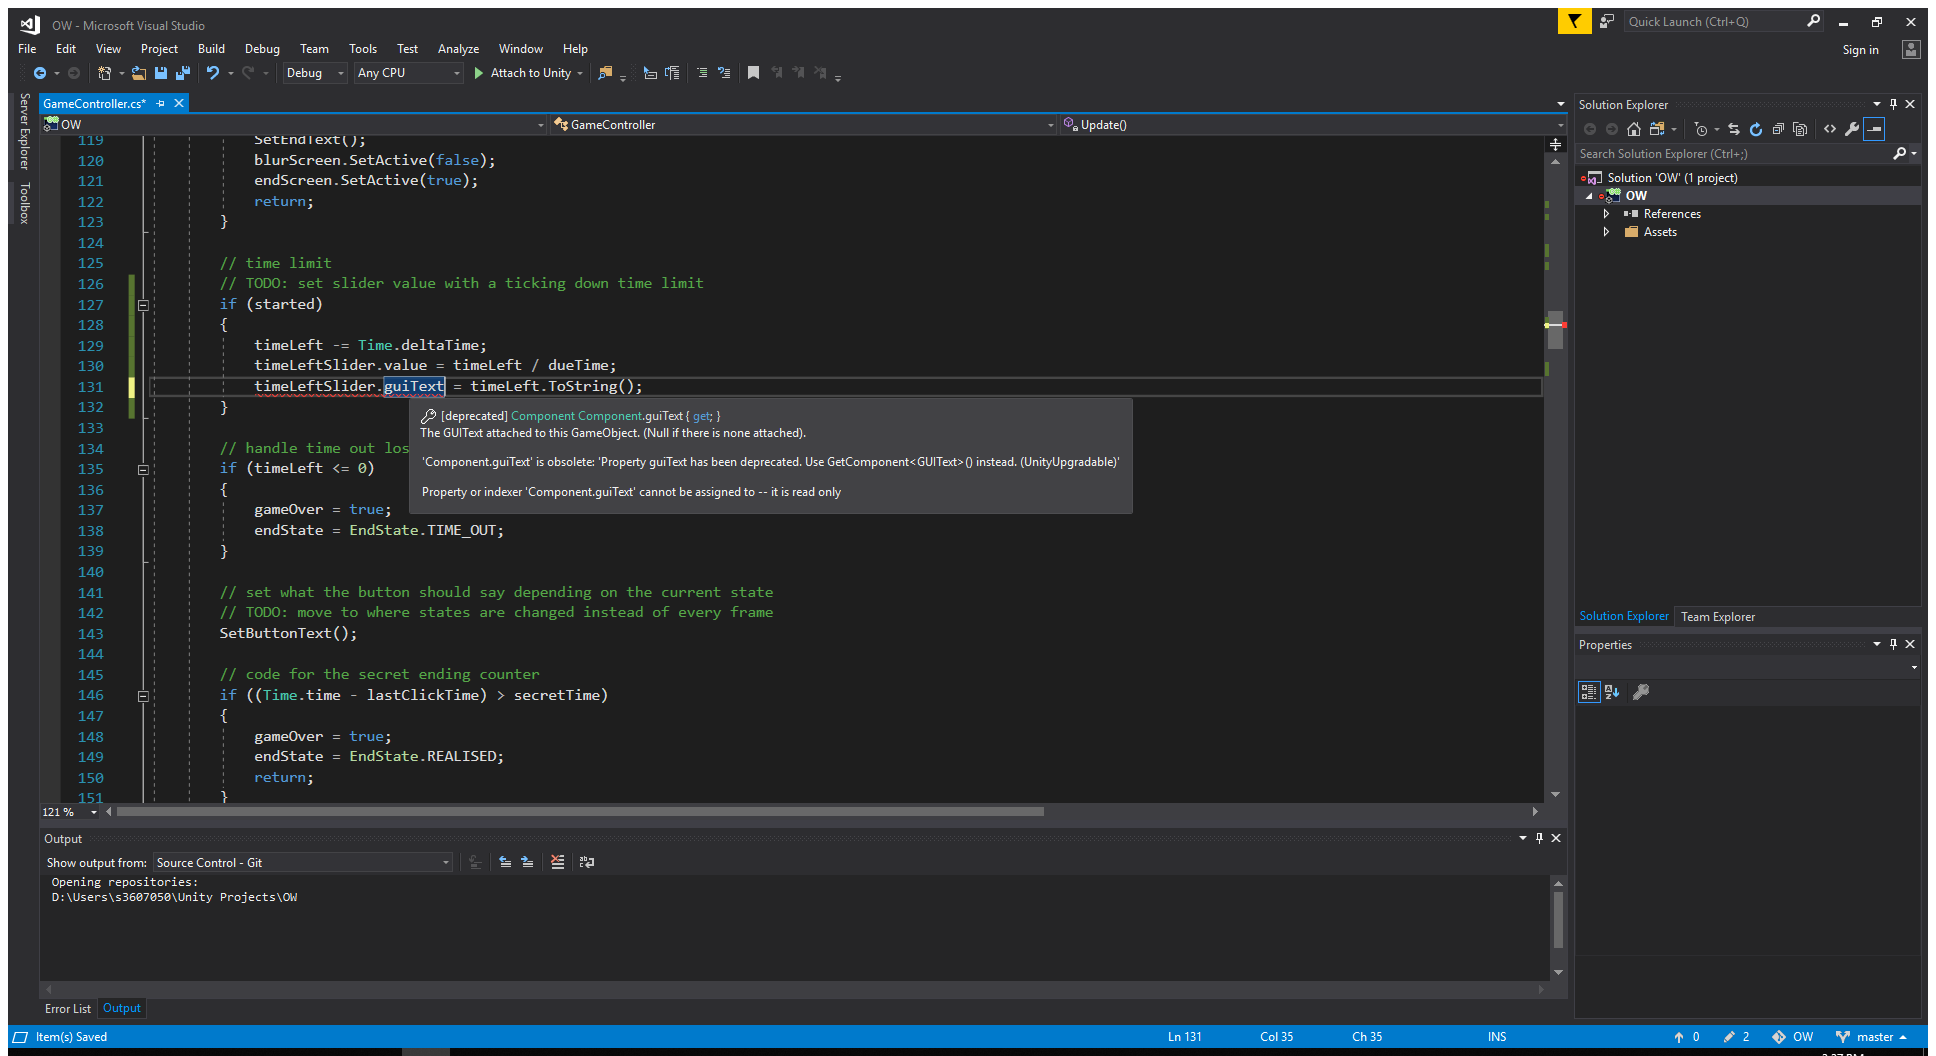 OW - Microsoft Visual Studio
Quick Launch (Ctrl+Q)
File Edit View Project Build Debug Team Tools Test Analyze Window Help
Sign in
Debug Any CPU Attach to Unity
Server Explorer
Toolbox
GameController.cs*
OW GameController Update()
119 SetEndText();
120 blurScreen.SetActive(false);
121 endScreen.SetActive(true);
122 return;
123 }
124
125 // time limit
126 // TODO: set slider value with a ticking down time limit
127 if (started)
128 {
129 timeLeft -= Time.deltaTime;
130 timeLeftSlider.value = timeLeft / dueTime;
131 timeLeftSlider.guiText = timeLeft.ToString();
132 }
[deprecated] Component Component.guiText { get; }
The GUIText attached to this GameObject. (Null if there is none attached).
'Component.guiText' is obsolete: 'Property guiText has been deprecated. Use GetComponent<GUIText>() instead. (UnityUpgradable)'
Property or indexer 'Component.guiText' cannot be assigned to -- it is read only
133
134 // handle time out los
135 if (timeLeft <= 0)
136 {
137 gameOver = true;
138 endState = EndState.TIME_OUT;
139 }
140
141 // set what the button should say depending on the current state
142 // TODO: move to where states are changed instead of every frame
143 SetButtonText();
144
145 // code for the secret ending counter
146 if ((Time.time - lastClickTime) > secretTime)
147 {
148 gameOver = true;
149 endState = EndState.REALISED;
150 return;
151 }
121 %
Output
Show output from: Source Control - Git
Opening repositories:
D:\Users\s3607050\Unity Projects\OW
Error List Output
Solution Explorer
Search Solution Explorer (Ctrl+;)
Solution 'OW' (1 project)
OW
References
Assets
Solution Explorer Team Explorer
Properties
Item(s) Saved Ln 131 Col 35 Ch 35 INS 0 2 OW master